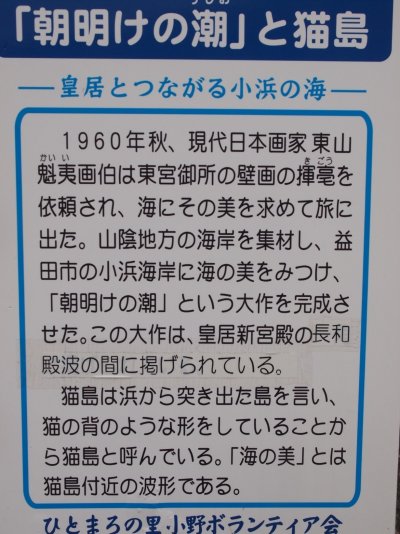 「朝明けの潮」と猫島
― 皇居とつながる小浜の海 ―
1960年秋、現代日本画家東山
魁夷画伯は東宮御所の壁画の揮毫を
依頼され、海にその美を求めて旅に
出た。山陰地方の海岸を集材し、益
田市の小浜海岸に海の美をみつけ、
「朝明けの潮」という大作を完成さ
せた。この大作は、皇居新宮殿の長和
殿波の間に掲げられている。
猫島は浜から突き出た島を言い、
猫の背のような形をしていることか
ら猫島と呼んでいる。「海の美」とは
猫島付近の波形である。
ひとまろの里小野ボランティア会